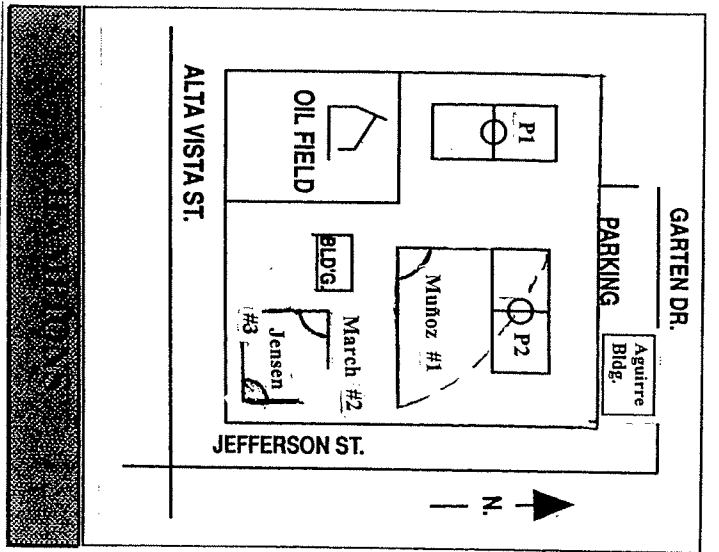 GARTEN DR.
PARKING
Aguirre
Bldg.
P1
P2
OIL FIELD
ALTA VISTA ST.
BLD'G.
Muñoz #1
March #2
Jensen
#3
JEFFERSON ST.
N.